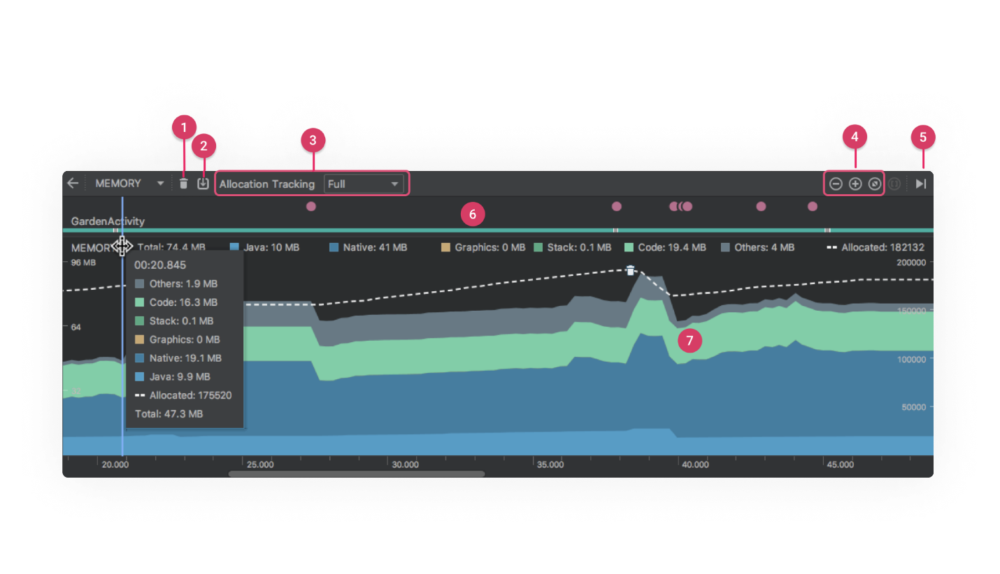 1
2
3
4
5
MEMORY
Allocation Tracking Full
6
GardenActivity
MEMORY Total: 74.4 MB Java: 10 MB Native: 41 MB Graphics: 0 MB Stack: 0.1 MB Code: 19.4 MB Others: 4 MB Allocated: 182132
96 MB
200000
00:20.845
Others: 1.9 MB
Code: 16.3 MB
150000
Stack: 0.1 MB
64
Graphics: 0 MB
7
Native: 19.1 MB
100000
Java: 9.9 MB
32
Allocated: 175520
50000
Total: 47.3 MB
20.000 25.000 30.000 35.000 40.000 45.000